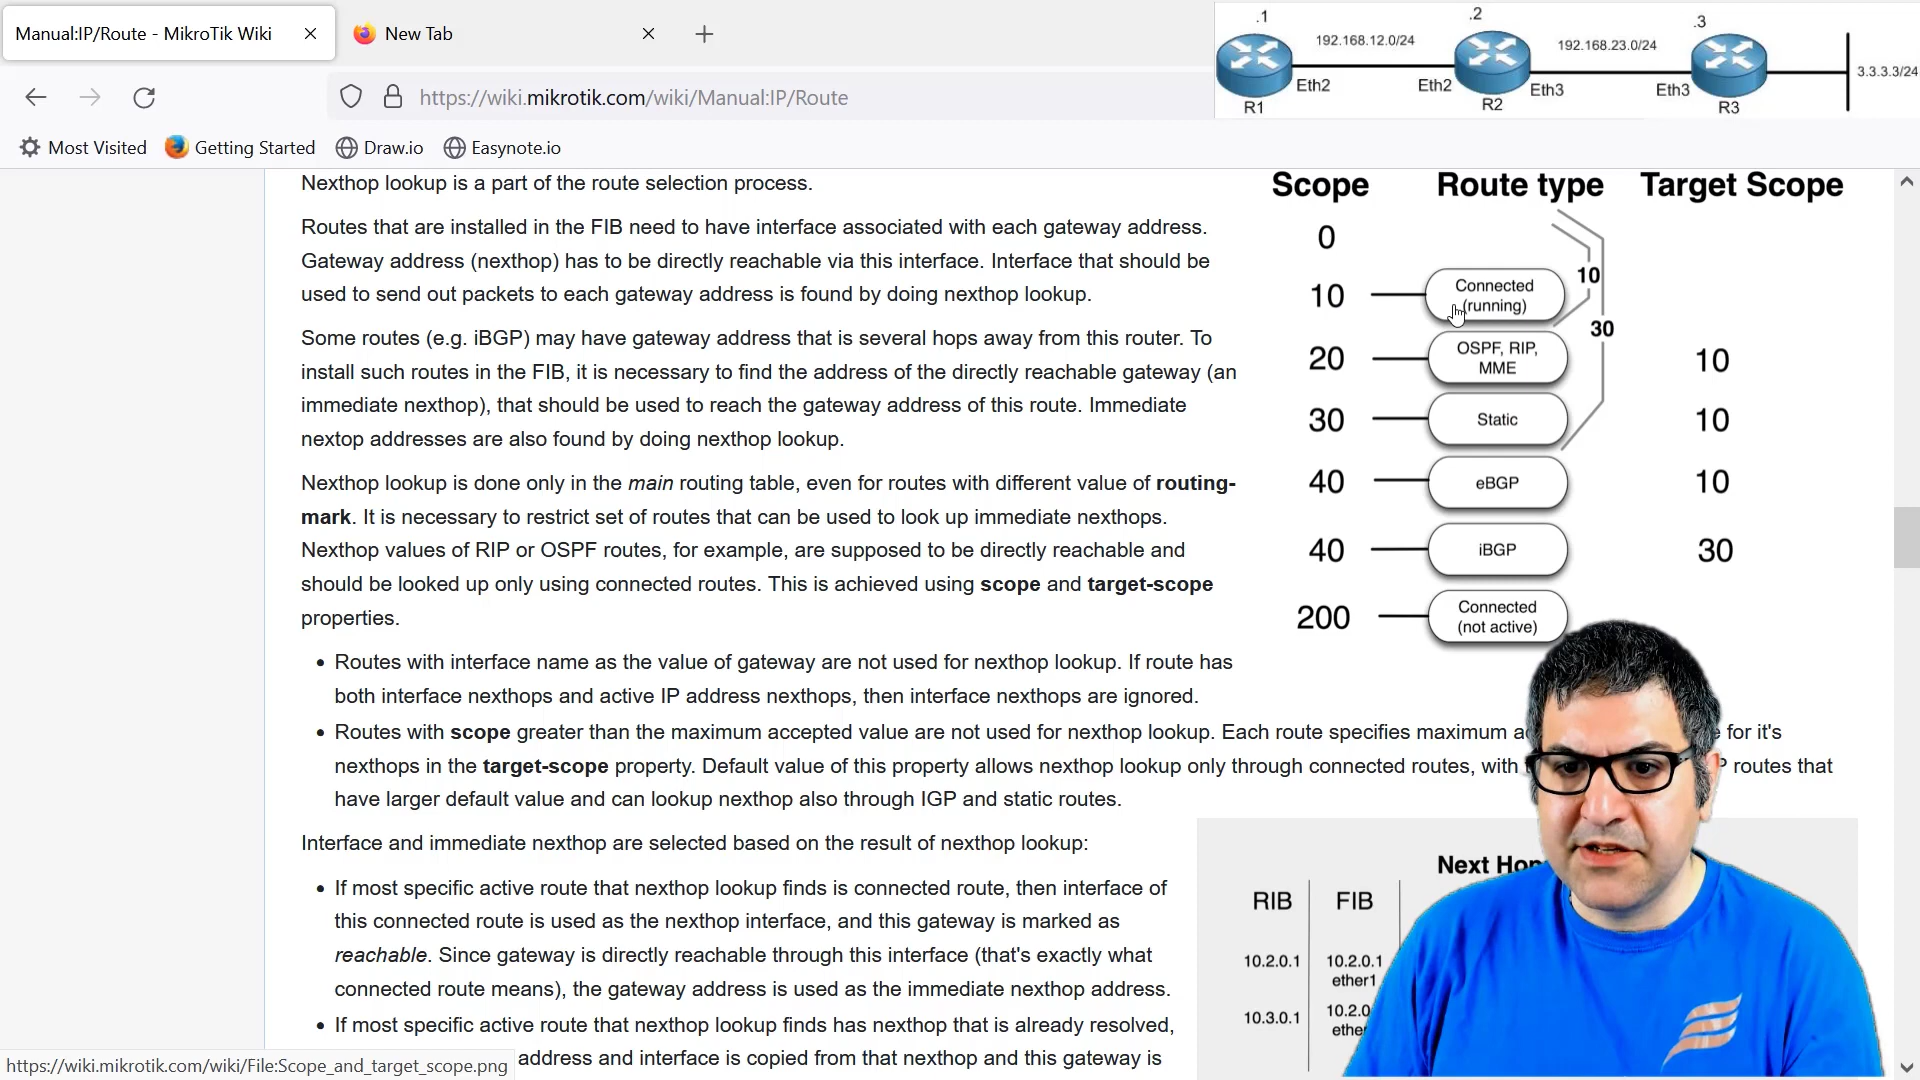 Manual:IP/Route - MikroTik Wiki
New Tab
https://wiki.mikrotik.com/wiki/Manual:IP/Route
Most Visited
Getting Started
Draw.io
Easynote.io
.1
.2
.3
192.168.12.0/24
192.168.23.0/24
3.3.3.3/24
Eth2
Eth2
Eth3
Eth3
R1
R2
R3
Nexthop lookup is a part of the route selection process.
Routes that are installed in the FIB need to have interface associated with each gateway address.
Gateway address (nexthop) has to be directly reachable via this interface. Interface that should be
used to send out packets to each gateway address is found by doing nexthop lookup.
Some routes (e.g. iBGP) may have gateway address that is several hops away from this router. To
install such routes in the FIB, it is necessary to find the address of the directly reachable gateway (an
immediate nexthop), that should be used to reach the gateway address of this route. Immediate
nextop addresses are also found by doing nexthop lookup.
Nexthop lookup is done only in the main routing table, even for routes with different value of routing-
mark. It is necessary to restrict set of routes that can be used to look up immediate nexthops.
Nexthop values of RIP or OSPF routes, for example, are supposed to be directly reachable and
should be looked up only using connected routes. This is achieved using scope and target-scope
properties.
Scope Route type Target Scope
0
10 Connected
(running)
10
30
20 OSPF, RIP,
MME 10
30 Static 10
40 eBGP 10
40 iBGP 30
200 Connected
(not active)
• Routes with interface name as the value of gateway are not used for nexthop lookup. If route has
both interface nexthops and active IP address nexthops, then interface nexthops are ignored.
• Routes with scope greater than the maximum accepted value are not used for nexthop lookup. Each route specifies maximum for it's
nexthops in the target-scope property. Default value of this property allows nexthop lookup only through connected routes, with routes that
have larger default value and can lookup nexthop also through IGP and static routes.
Interface and immediate nexthop are selected based on the result of nexthop lookup:
• If most specific active route that nexthop lookup finds is connected route, then interface of
this connected route is used as the nexthop interface, and this gateway is marked as
reachable. Since gateway is directly reachable through this interface (that's exactly what
connected route means), the gateway address is used as the immediate nexthop address.
• If most specific active route that nexthop lookup finds has nexthop that is already resolved,
address and interface is copied from that nexthop and this gateway is
Next
RIB FIB
10.2.0.1 10.2.0.1
ether1
10.3.0.1 10.2.0
https://wiki.mikrotik.com/wiki/File:Scope_and_target_scope.png